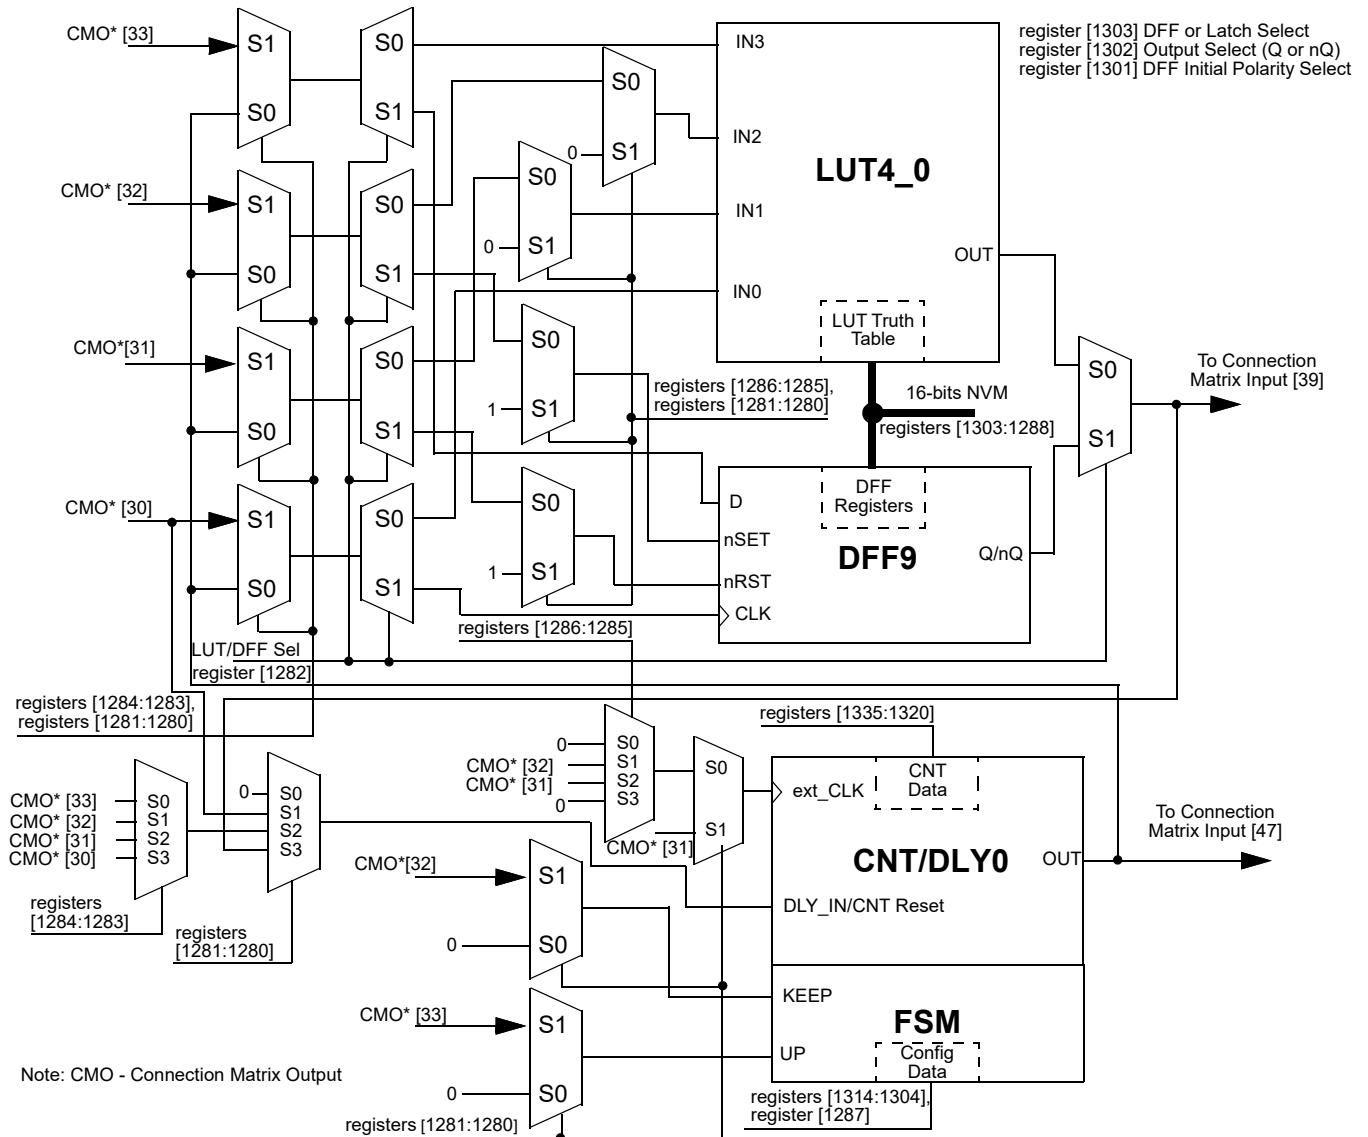 CMO* [33]
S1
S0
S0
S1
CMO* [32]
S1
S0
S0
S1
CMO*[31]
S1
S0
S0
S1
CMO* [30]
S1
S0
S0
S1
S0
S1
0
S0
S1
0
S0
S1
1
S0
S1
1
IN3
IN2
IN1
IN0
LUT4_0
OUT
LUT Truth
Table
register [1303] DFF or Latch Select
register [1302] Output Select (Q or nQ)
register [1301] DFF Initial Polarity Select
registers [1286:1285],
registers [1281:1280]
16-bits NVM
registers [1303:1288]
S0
S1
To Connection
Matrix Input [39]
DFF
Registers
D
nSET
nRST
CLK
DFF9
Q/nQ
LUT/DFF Sel
register [1282]
registers [1286:1285]
registers [1284:1283],
registers [1281:1280]
CMO* [33]
CMO* [32]
CMO* [31]
CMO* [30]
S0
S1
S2
S3
0
S0
S1
S2
S3
registers
[1284:1283]
registers
[1281:1280]
0
CMO* [32]
CMO* [31]
0
S0
S1
S2
S3
S0
S1
CMO* [31]
registers [1335:1320]
CNT
Data
ext_CLK
CNT/DLY0
OUT
DLY_IN/CNT Reset
To Connection
Matrix Input [47]
CMO*[32]
S1
0
S0
CMO* [33]
S1
0
S0
registers [1281:1280]
KEEP
UP
FSM
Config
Data
registers [1314:1304],
register [1287]
Note: CMO - Connection Matrix Output